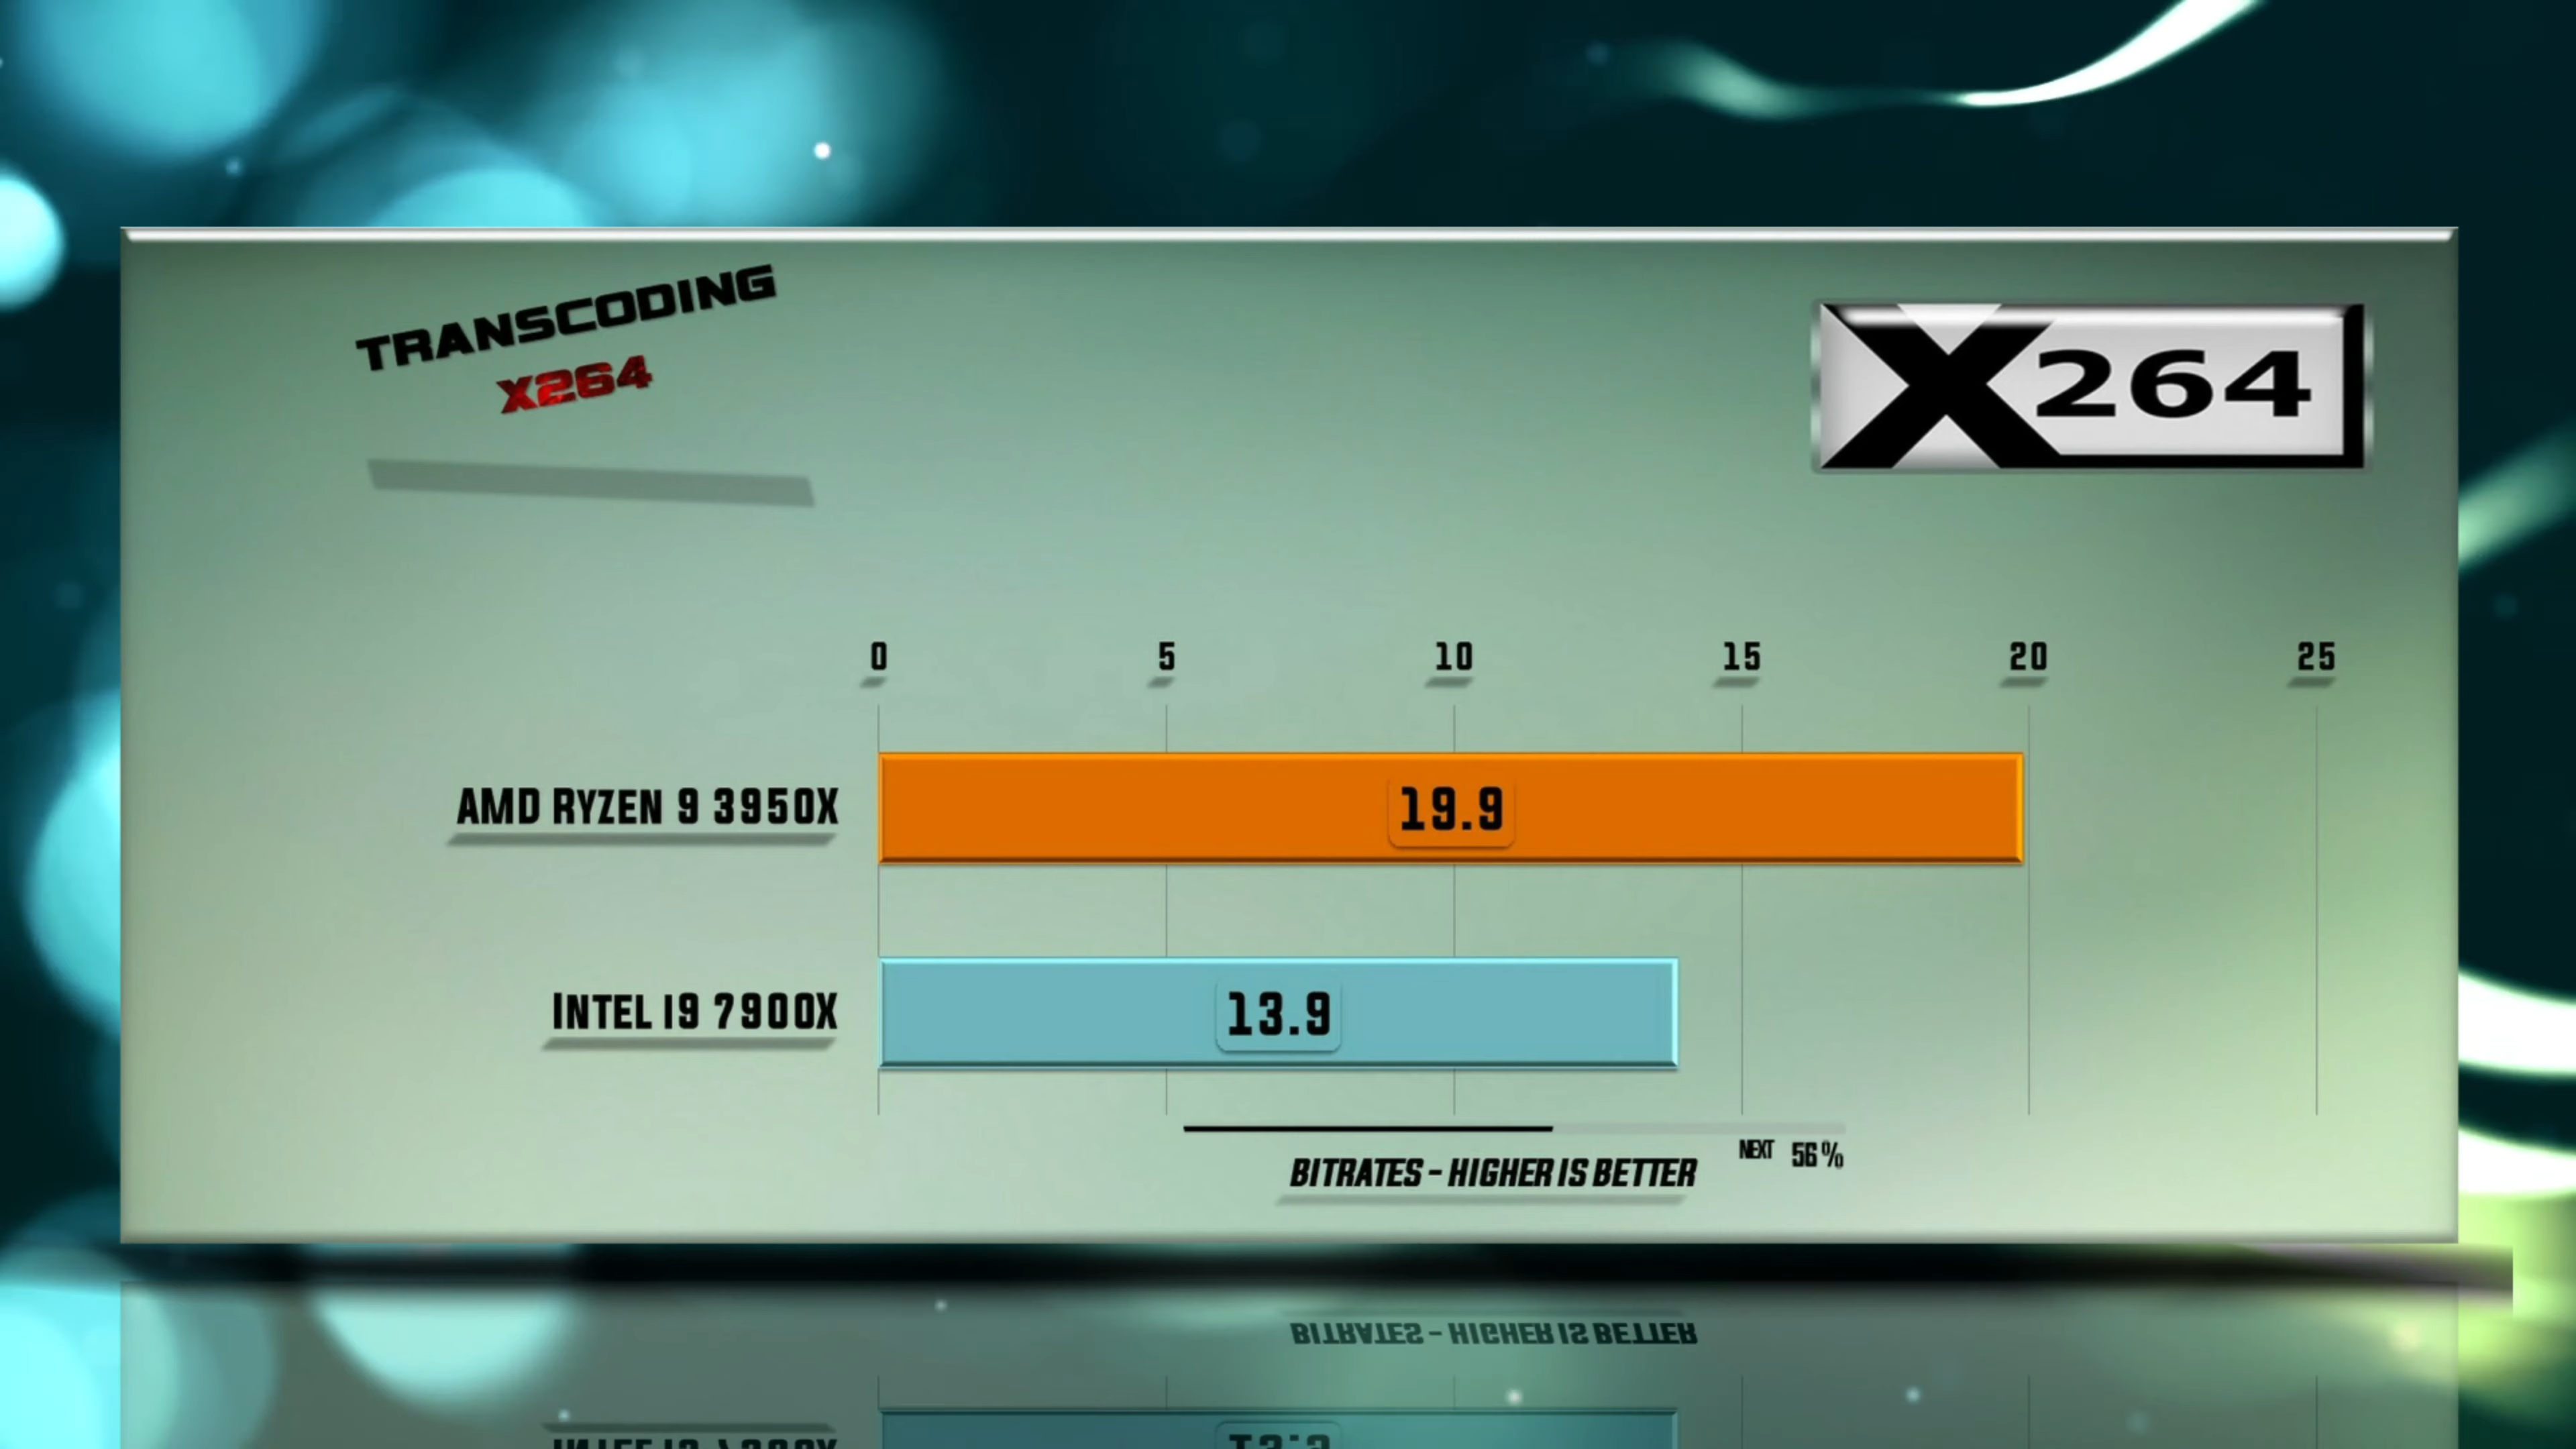 TRANSCODING
X264
X264
0 5 10 15 20 25
AMD RYZEN 9 3950X 19.9
INTEL I9 7900X 13.9
NEXT 56%
BITRATES - HIGHER IS BETTER